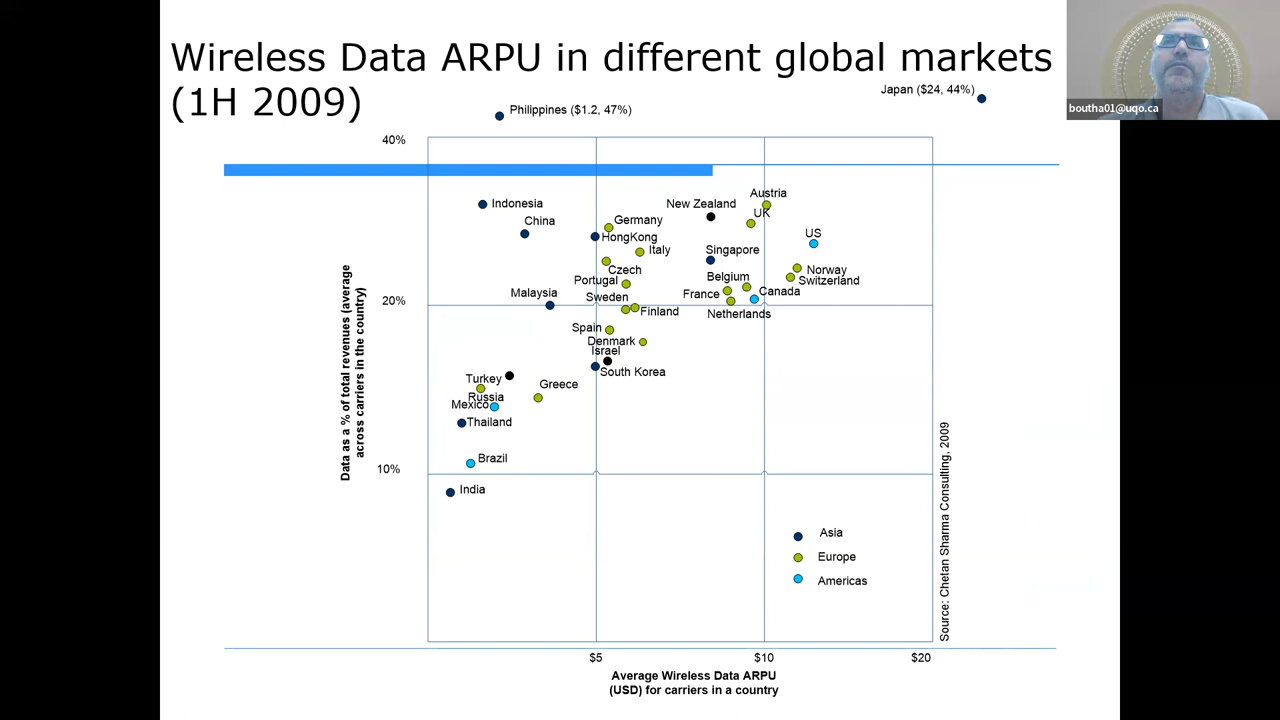 Wireless Data ARPU in different global markets
(1H 2009)
boutha01@uqo.ca
Japan ($24, 44%)
Philippines ($1.2, 47%)
40%
Austria
Indonesia
New Zealand
UK
China
Germany
US
HongKong
Italy
Singapore
Czech
Norway
Portugal
Belgium
Switzerland
Malaysia
Sweden
France
Canada
20%
Finland
Netherlands
Spain
Denmark
Israel
South Korea
Turkey
Greece
Russia
Mexico
Thailand
Brazil
10%
India
Data as a % of total revenues (average
across carriers in the country)
Asia
Europe
Americas
Source: Chetan Sharma Consulting, 2009
$5
$10
$20
Average Wireless Data ARPU
(USD) for carriers in a country